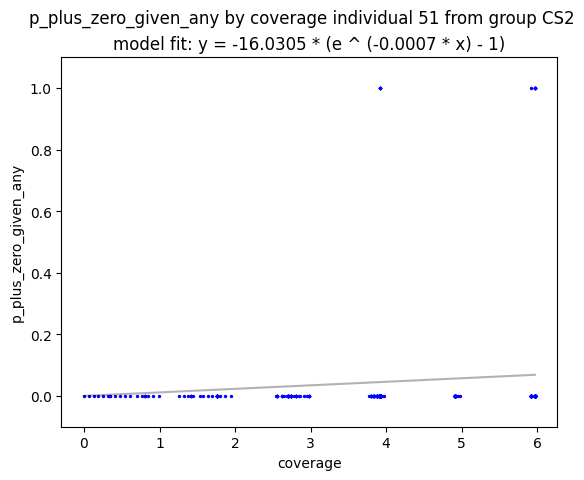 p_plus_zero_given_any by coverage individual 51 from group CS2
model fit: y = -16.0305 * (e ^ (-0.0007 * x) - 1)
p_plus_zero_given_any
1.0
0.8
0.6
0.4
0.2
0.0
0 1 2 3 4 5 6
coverage